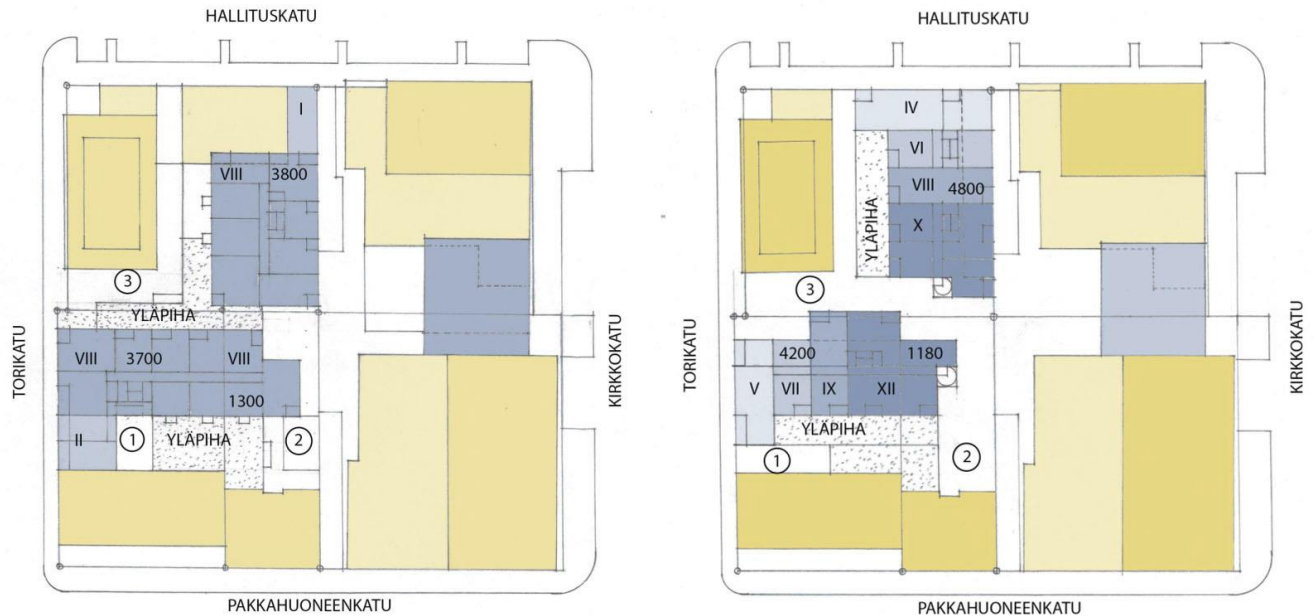 HALLITUSKATU
I
VIII
3800
3
YLÄPIHA
TORIKATU
KIRKKOKATU
VIII
3700
VIII
1300
II
1
YLÄPIHA
2
PAKKAHUONEENKATU
HALLITUSKATU
IV
VI
VIII
4800
YLÄPIHA
X
3
TORIKATU
KIRKKOKATU
4200
1180
V
VII
IX
XII
YLÄPIHA
1
2
PAKKAHUONEENKATU